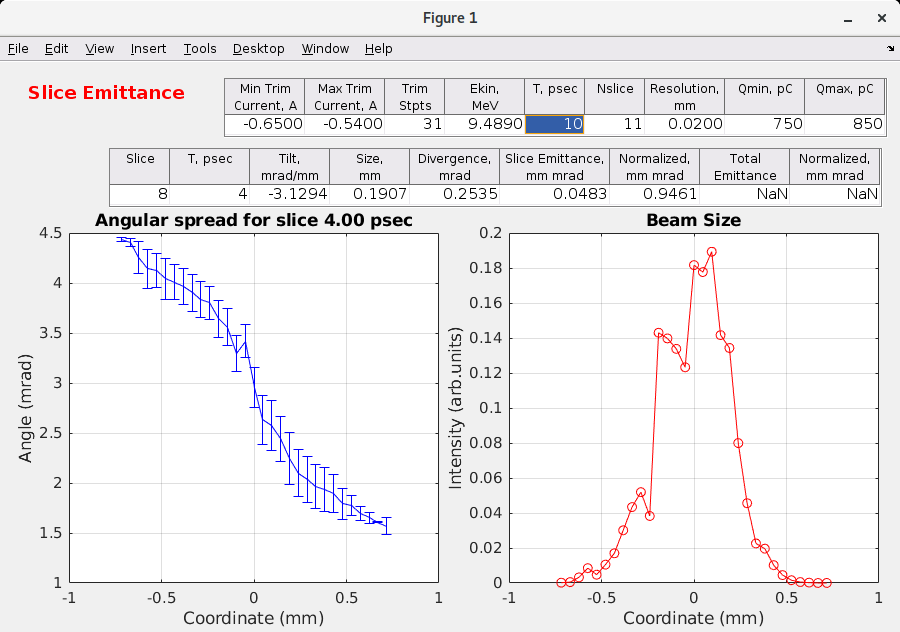 Figure 1
File Edit View Insert Tools Desktop Window Help
Slice Emittance
Min Trim Current, A Max Trim Current, A Trim Stpts Ekin, MeV T, psec Nslice Resolution, mm Qmin, pC Qmax, pC
-0.6500 -0.5400 31 9.4890 10 11 0.0200 750 850
Slice T, psec Tilt, mrad/mm Size, mm Divergence, mrad Slice Emittance, mm mrad Normalized, mm mrad Total Emittance Normalized, mm mrad
8 4 -3.1294 0.1907 0.2535 0.0483 0.9461 NaN NaN
Angular spread for slice 4.00 psec
4.5
4
3.5
3
2.5
2
1.5
1
Angle (mrad)
-1 -0.5 0 0.5 1
Coordinate (mm)
Beam Size
0.2
0.18
0.16
0.14
0.12
0.1
0.08
0.06
0.04
0.02
0
Intensity (arb.units)
-1 -0.5 0 0.5 1
Coordinate (mm)